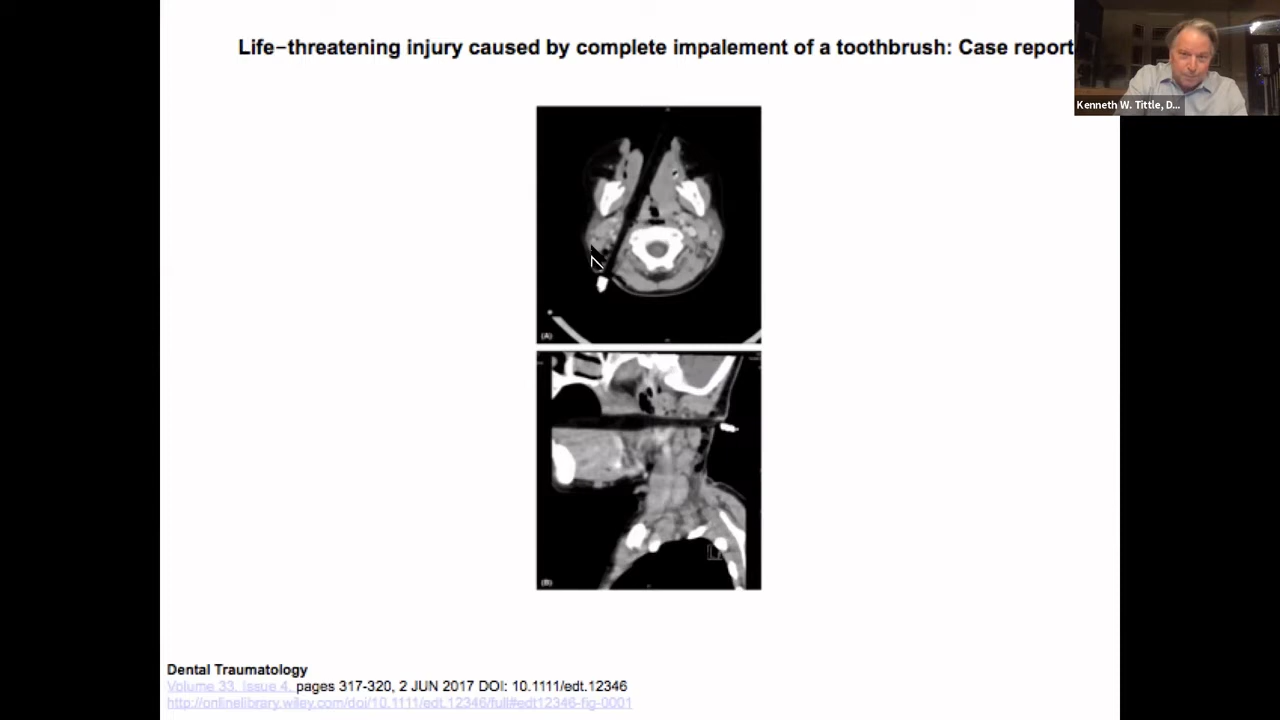 Life-threatening injury caused by complete impalement of a toothbrush: Case report
Kenneth W. Tittle, D...
(A)
(B)
Dental Traumatology
Volume 33, Issue 4, pages 317-320, 2 JUN 2017 DOI: 10.1111/edt.12346
http://onlinelibrary.wiley.com/doi/10.1111/edt.12346/full#edt12346-fig-0001